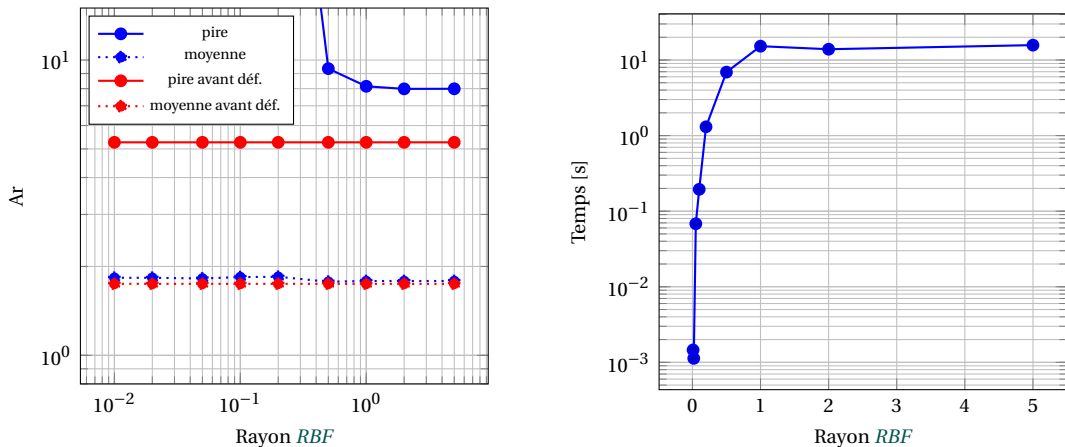 pire
moyenne
pire avant déf.
moyenne avant déf.
10^1
10^0
Ar
10^-2
10^-1
10^0
Rayon RBF
10^1
10^0
10^-1
10^-2
10^-3
Temps [s]
0
1
2
3
4
5
Rayon RBF